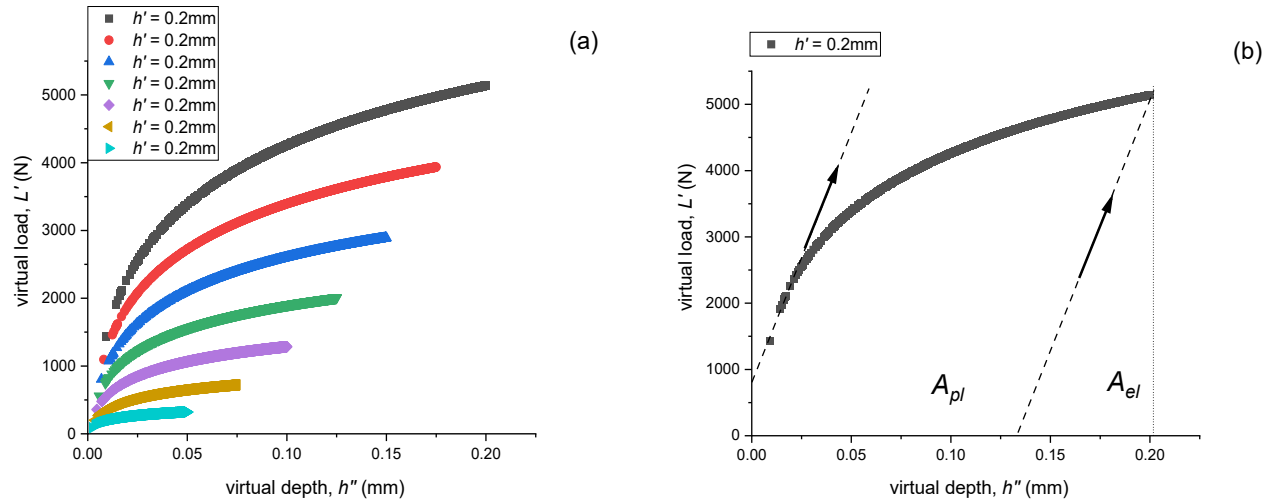 h' = 0.2mm
h' = 0.2mm
h' = 0.2mm
h' = 0.2mm
h' = 0.2mm
h' = 0.2mm
h' = 0.2mm
(a)
5000
4000
3000
2000
1000
0
virtual load, L' (N)
0.00 0.05 0.10 0.15 0.20
virtual depth, h'' (mm)
h' = 0.2mm
(b)
5000
4000
3000
2000
1000
0
virtual load, L' (N)
A_pl
A_el
0.00 0.05 0.10 0.15 0.20
virtual depth, h'' (mm)